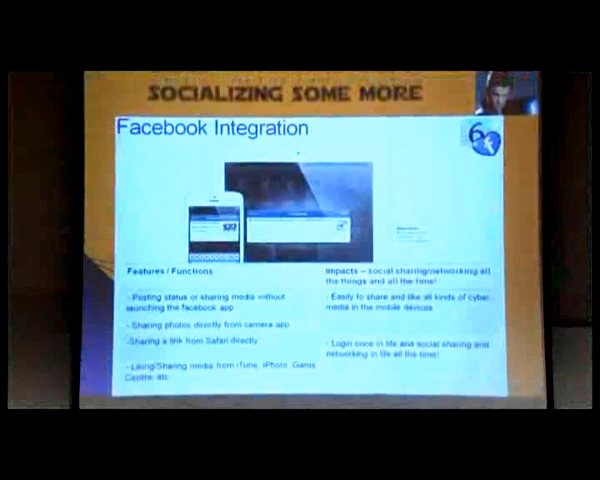 SOCIALIZING SOME MORE
Facebook Integration
6
Features / Functions
Impacts – social sharing/networking all
the things and all the time!
- Posting status or sharing media without
launching the facebook app
- Easily to share and like all kinds of cyber
media in the mobile devices.
- Sharing photos directly from camera app
-Sharing a link from Safari directly
- Login once in life and social sharing and
networking in life all the time!
- Liking/Sharing media from iTune, iPhoto, Game
Centre, etc.